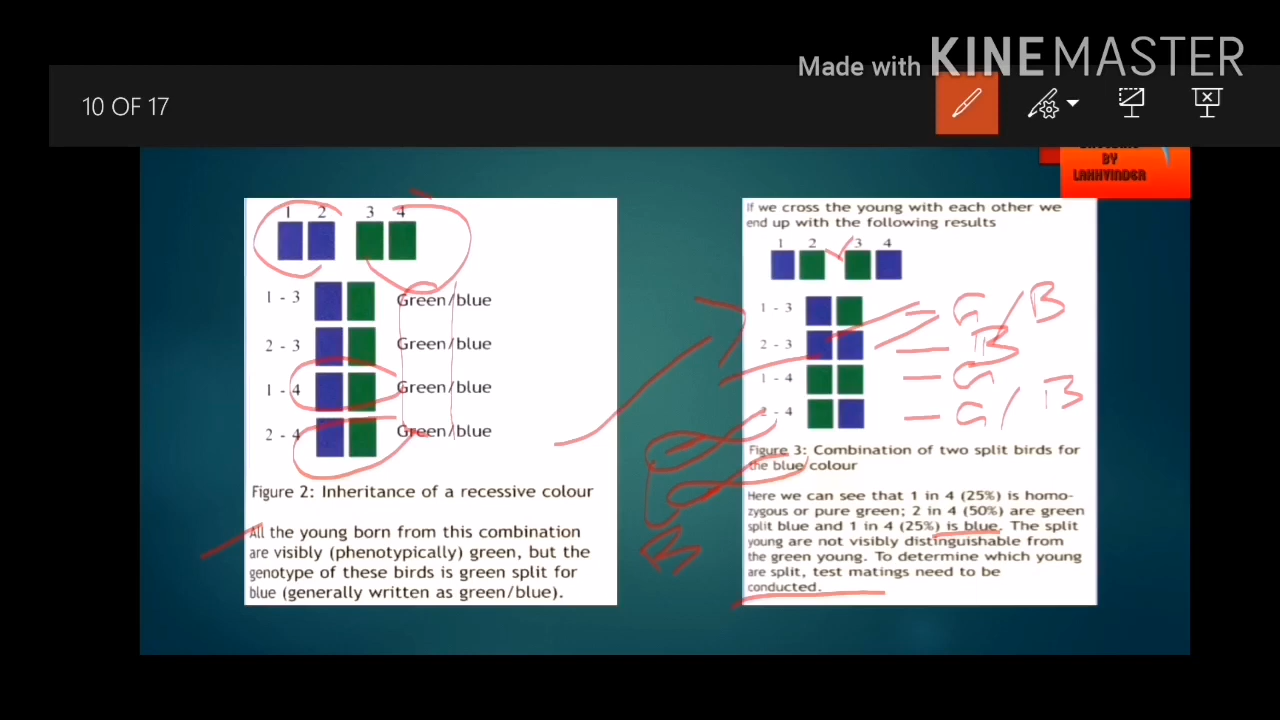 Made with KINEMASTER
10 OF 17
BY
LAKHVINDER
1 2 3 4
1 - 3 Green/blue
2 - 3 Green/blue
1 - 4 Green/blue
2 - 4 Green/blue
Figure 2: Inheritance of a recessive colour
All the young born from this combination
are visibly (phenotypically) green, but the
genotype of these birds is green split for
blue (generally written as green/blue).
If we cross the young with each other we
end up with the following results
1 2 3 4
1 - 3 = G/B
2 - 3 - B
1 - 4 - G
2 - 4 - G/B
Figure 3: Combination of two split birds for
the blue colour
Here we can see that 1 in 4 (25%) is homo-
zygous or pure green; 2 in 4 (50%) are green
split blue and 1 in 4 (25%) is blue. The split
young are not visibly distinguishable from
the green young. To determine which young
are split, test matings need to be
conducted.
B